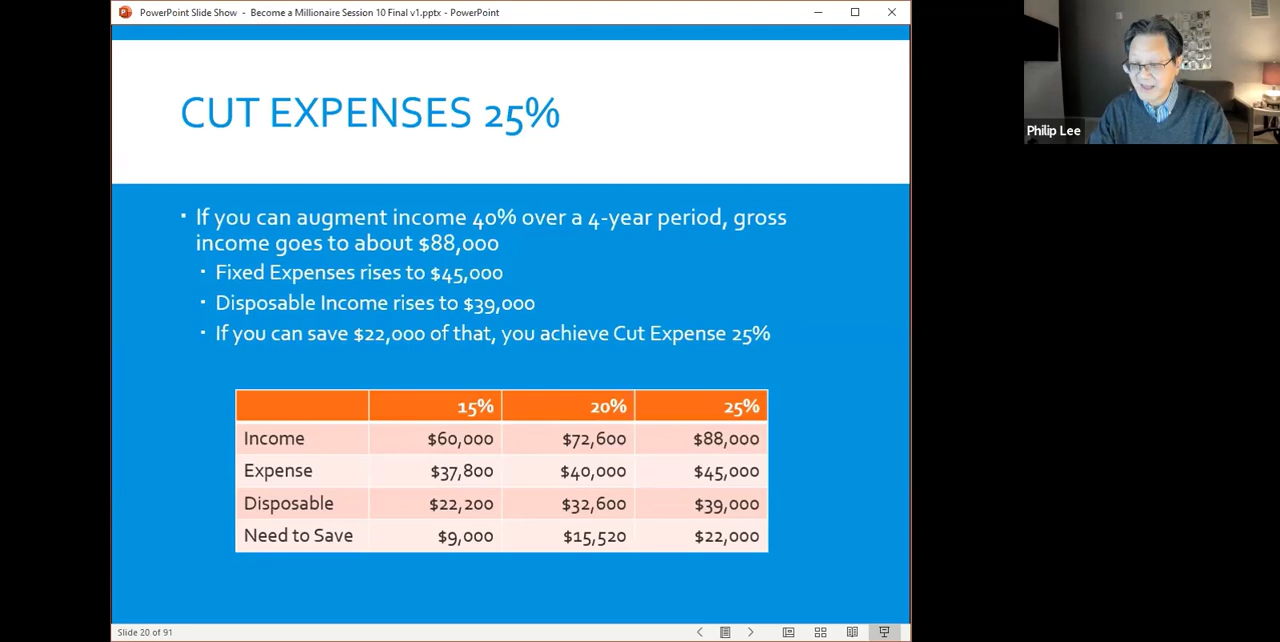 PowerPoint Slide Show - Become a Millionaire Session 10 Final v1.pptx - PowerPoint
CUT EXPENSES 25%
▪ If you can augment income 40% over a 4-year period, gross
income goes to about $88,000
▪ Fixed Expenses rises to $45,000
▪ Disposable Income rises to $39,000
▪ If you can save $22,000 of that, you achieve Cut Expense 25%
15% 20% 25%
Income $60,000 $72,600 $88,000
Expense $37,800 $40,000 $45,000
Disposable $22,200 $32,600 $39,000
Need to Save $9,000 $15,520 $22,000
Slide 20 of 91
Philip Lee